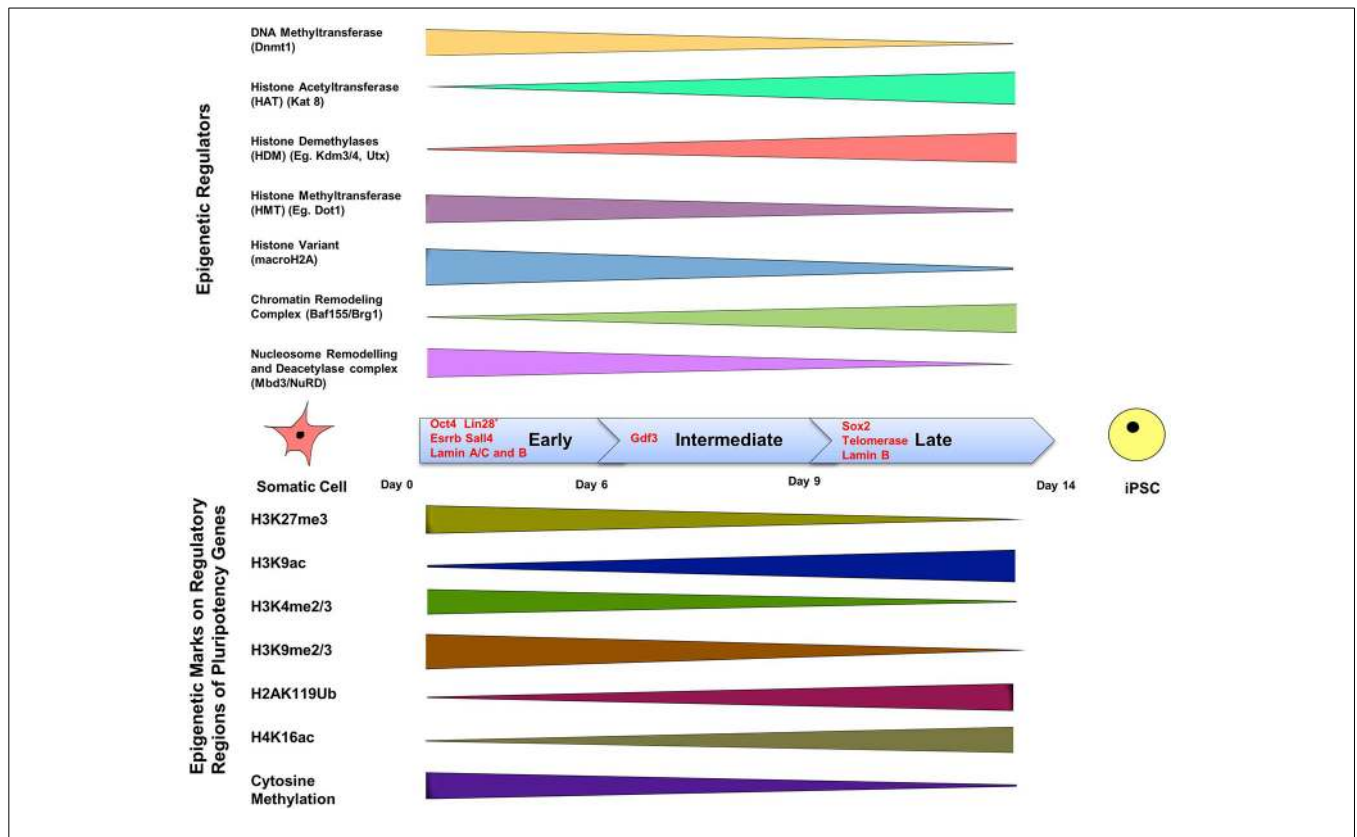 Epigenetic Regulators
DNA Methyltransferase
(Dnmt1)
Histone Acetyltransferase
(HAT) (Kat 8)
Histone Demethylases
(HDM) (Eg. Kdm3/4, Utx)
Histone Methyltransferase
(HMT) (Eg. Dot1)
Histone Variant
(macroH2A)
Chromatin Remodeling
Complex (Baf155/Brg1)
Nucleosome Remodelling
and Deacetylase complex
(Mbd3/NuRD)
Oct4 Lin28*
Esrrb Sall4
Lamin A/C and B
Early
Gdf3
Intermediate
Sox2
Telomerase
Lamin B
Late
Somatic Cell
Day 0
Day 6
Day 9
Day 14
iPSC
Epigenetic Marks on Regulatory
Regions of Pluripotency Genes
H3K27me3
H3K9ac
H3K4me2/3
H3K9me2/3
H2AK119Ub
H4K16ac
Cytosine
Methylation